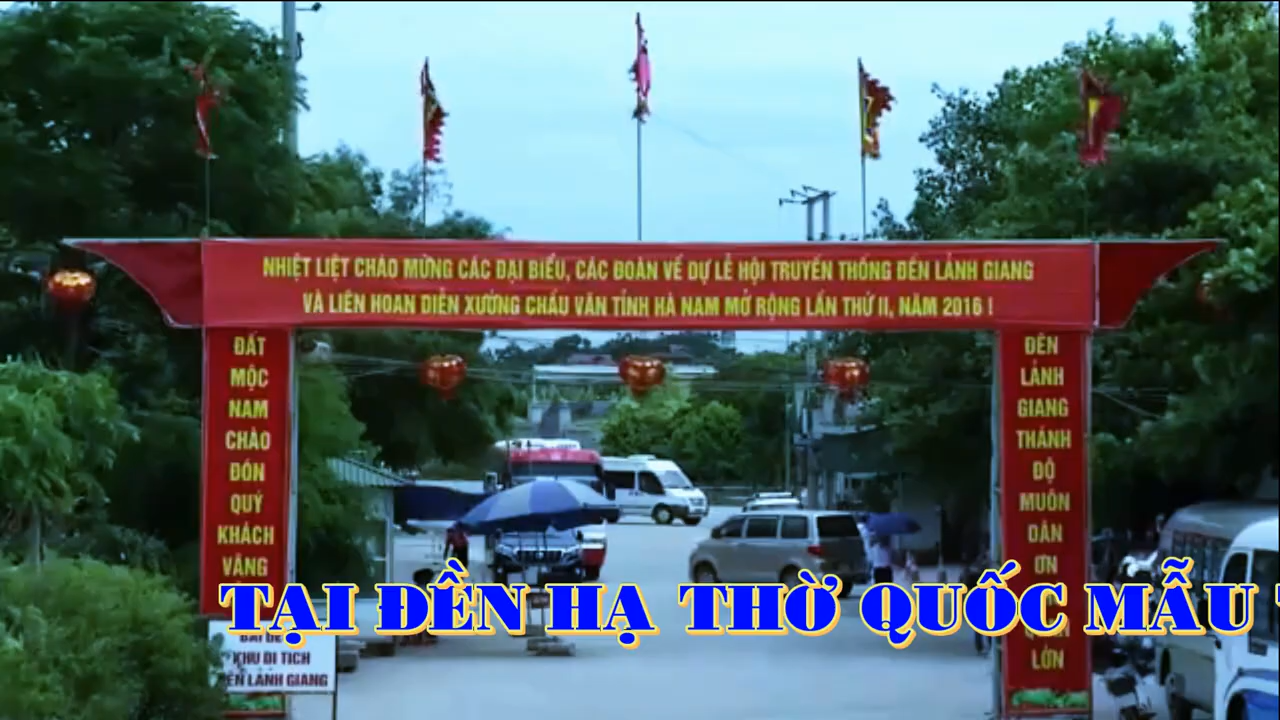 NHIỆT LIỆT CHÀO MỪNG CÁC ĐẠI BIỂU, CÁC ĐOÀN VỀ DỰ LỄ HỘI TRUYỀN THỐNG ĐỀN LẢNH GIANG
VÀ LIÊN HOAN DIỄN XƯỚNG CHẦU VĂN TỈNH HÀ NAM MỞ RỘNG LẦN THỨ II, NĂM 2016 !
ĐẤT
MỘC
NAM
CHÀO
ĐÓN
QUÝ
KHÁCH
VÃNG
ĐỀN
LẢNH
GIANG
THÁNH
ĐỘ
MUÔN
DÂN
ƠN
LỚN
TẠI ĐỀN HẠ THỜ QUỐC MẪU
KHU DI TÍCH
ĐỀN LẢNH GIANG